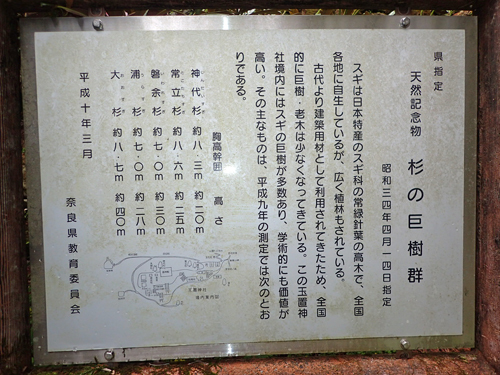 県指定
天然記念物 杉の巨樹群
昭和三四年四月一四日指定
スギは日本特産のスギ科の常緑針葉の高木で、全国
各地に自生しているが、広く植林もされている。
古代より建築用材として利用されてきたため、全国
的に巨樹・老木は少なくなってきている。この玉置神
社境内にはスギの巨樹が多数あり、学術的にも価値が
高い。その主なものは、平成九年の測定では次のとお
りである。
胸高幹囲 高さ
神代杉 約八・三m 約二〇m
常立杉 約八・六m 約二五m
磐余杉 約七・〇m 約三〇m
浦杉 約七・〇m 約二八m
大杉 約八・七m 約四〇m
平成十年三月
奈良県教育委員会
玉置神社
境内案内図